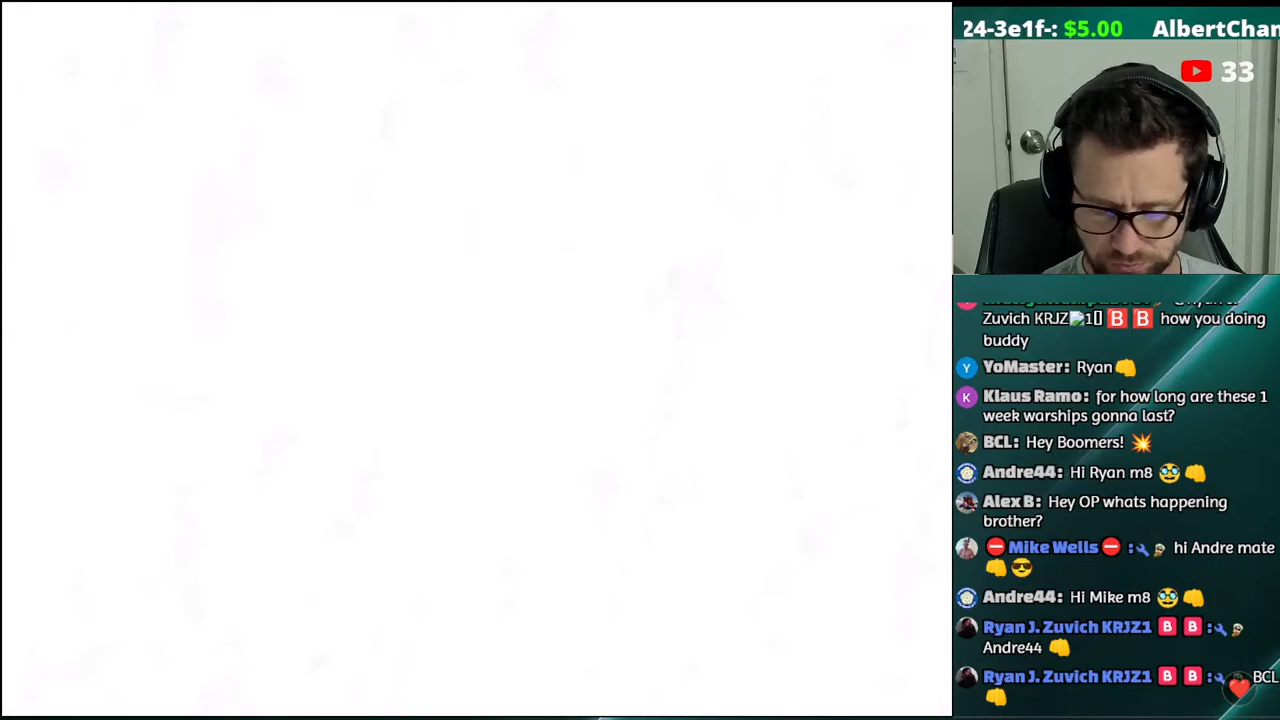 24-3e1f-: $5.00 AlbertChan
33
Zuvich KRJZ 1 B B how you doing
buddy
YoMaster: Ryan
Klaus Ramo: for how long are these 1
week warships gonna last?
BCL: Hey Boomers!
Andre44: Hi Ryan m8
Alex B: Hey OP whats happening
brother?
Mike Wells : hi Andre mate
Andre44: Hi Mike m8
Ryan J. Zuvich KRJZ1 B B :
Andre44
Ryan J. Zuvich KRJZ1 B B : BCL